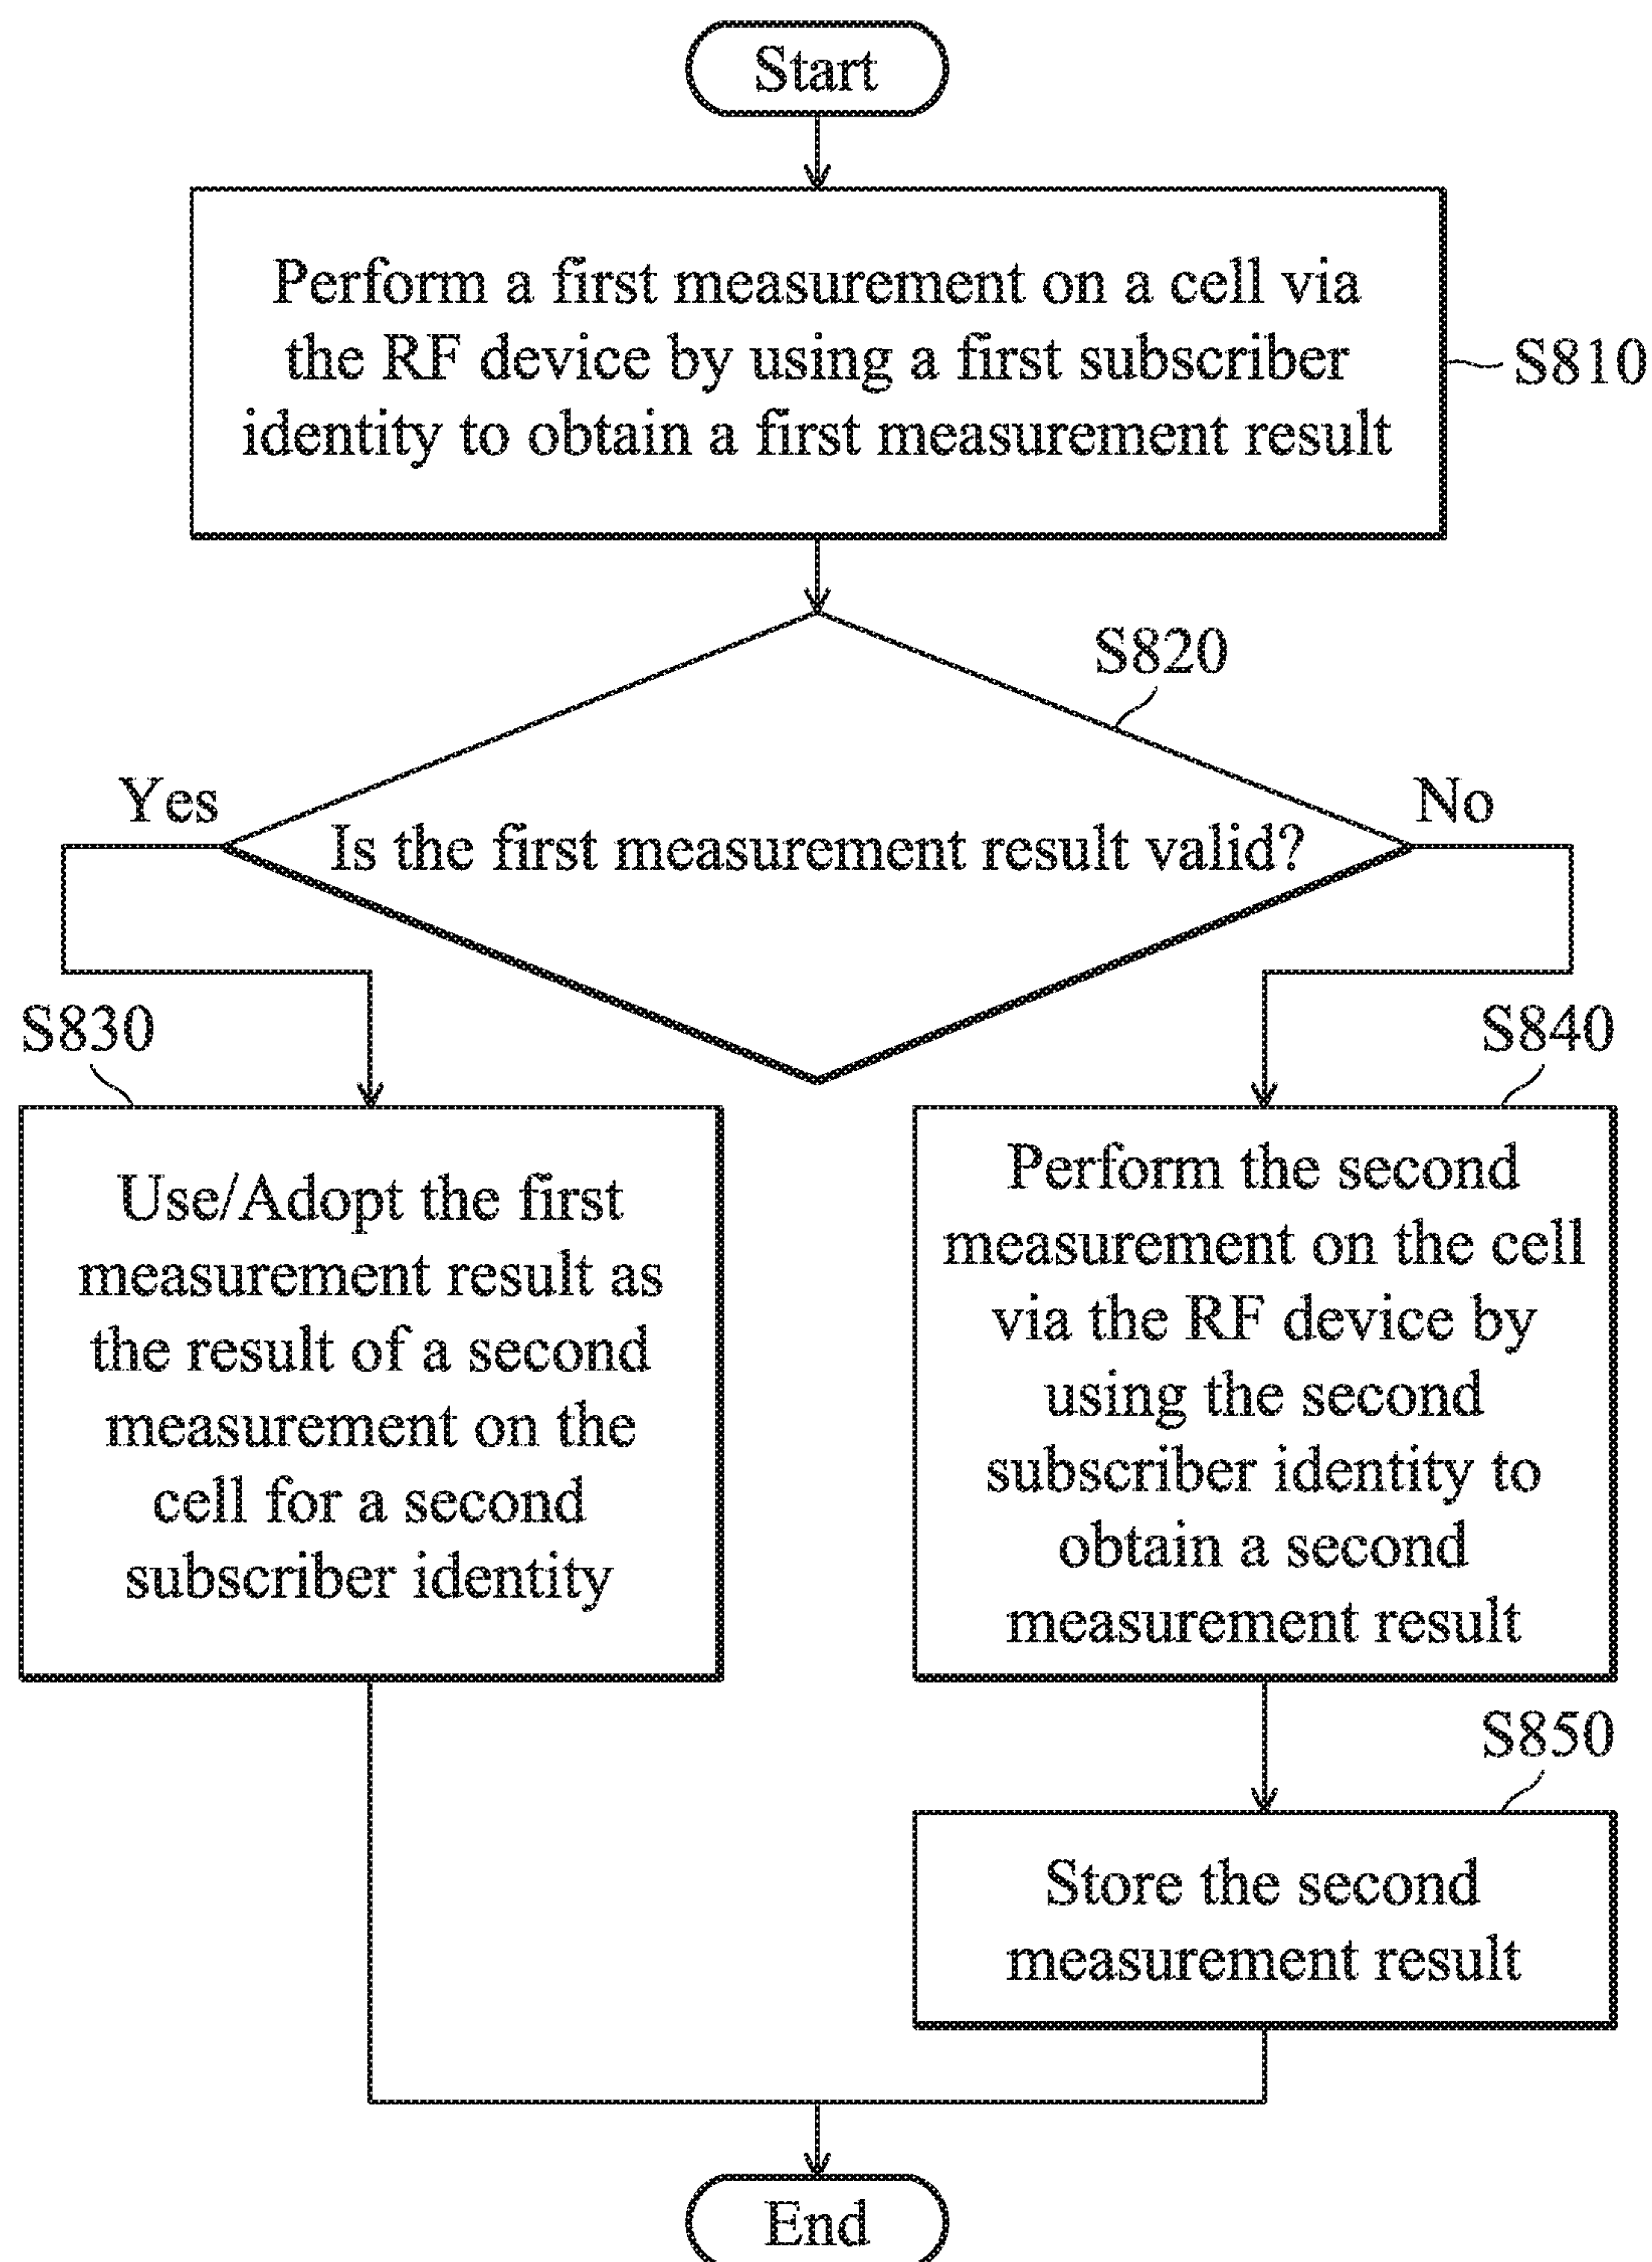 Start
Perform a first measurement on a cell via
the RF device by using a first subscriber
identity to obtain a first measurement result
S810
S820
Yes
No
Is the first measurement result valid?
S830
S840
Use/Adopt the first
measurement result as
the result of a second
measurement on the
cell for a second
subscriber identity
Perform the second
measurement on the cell
via the RF device by
using the second
subscriber identity to
obtain a second
measurement result
S850
Store the second
measurement result
End